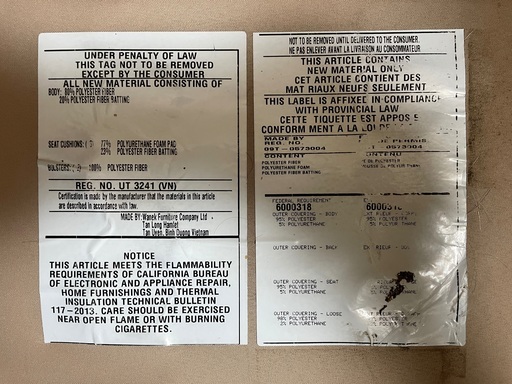 UNDER PENALTY OF LAW
THIS TAG NOT TO BE REMOVED
EXCEPT BY THE CONSUMER
ALL NEW MATERIAL CONSISTING OF
BODY: 80% POLYESTER FIBER
20% POLYESTER FIBER BATTING
SEAT CUSHIONS: 77% POLYURETHANE FOAM PAD
23% POLYESTER FIBER BATTING
BOLSTERS: 100% POLYESTER FIBER
REG. NO. UT 3241 (VN)
Certification is made by the manufacturer that the materials in this article
are described in accordance with law.
MADE BY: Wanek Furniture Company Ltd
Tan Long Hamlet
Tan Uyen, Binh Duong Vietnam
NOTICE
THIS ARTICLE MEETS THE FLAMMABILITY
REQUIREMENTS OF CALIFORNIA BUREAU
OF ELECTRONIC AND APPLIANCE REPAIR,
HOME FURNISHINGS AND THERMAL
INSULATION TECHNICAL BULLETIN
117-2013. CARE SHOULD BE EXERCISED
NEAR OPEN FLAME OR WITH BURNING
CIGARETTES.
NOT TO BE REMOVED UNTIL DELIVERED TO THE CONSUMER
NE PAS ENLEVER AVANT LA LIVRAISON AU CONSOMMATEUR
THIS ARTICLE CONTAINS
NEW MATERIAL ONLY
CET ARTICLE CONTIENT DES
MAT RIAUX NEUFS SEULEMENT
THIS LABEL IS AFFIXED IN COMPLIANCE
WITH PROVINCIAL LAW
CETTE TIQUETTE EST APPOS E
CONFORM MENT A LA LOI DE
MADE BY
REG. NO.
CONTENT
POLYESTER FIBER
POLYURETHANE FOAM
POLYESTER FIBER BATTING
FEDERAL REQUIREMENT
6000318
OUTER COVERING - BODY
95% POLYESTER
5% POLYURETHANE
OUTER COVERING - BACK
OUTER COVERING - SEAT
95% POLYESTER
5% POLYURETHANE
OUTER COVERING - LOOSE
98% POLYESTER
2% POLYURETHANE